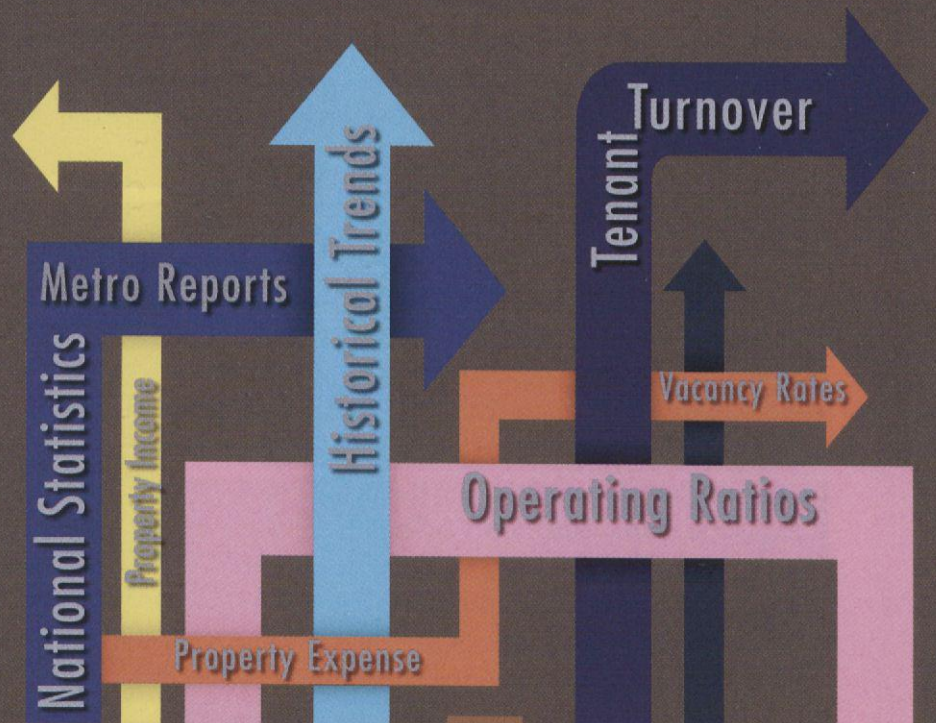 Tenant
Turnover
Metro Reports
Historical Trends
National Statistics
Property Income
Vacancy Rates
Operating Ratios
Property Expense